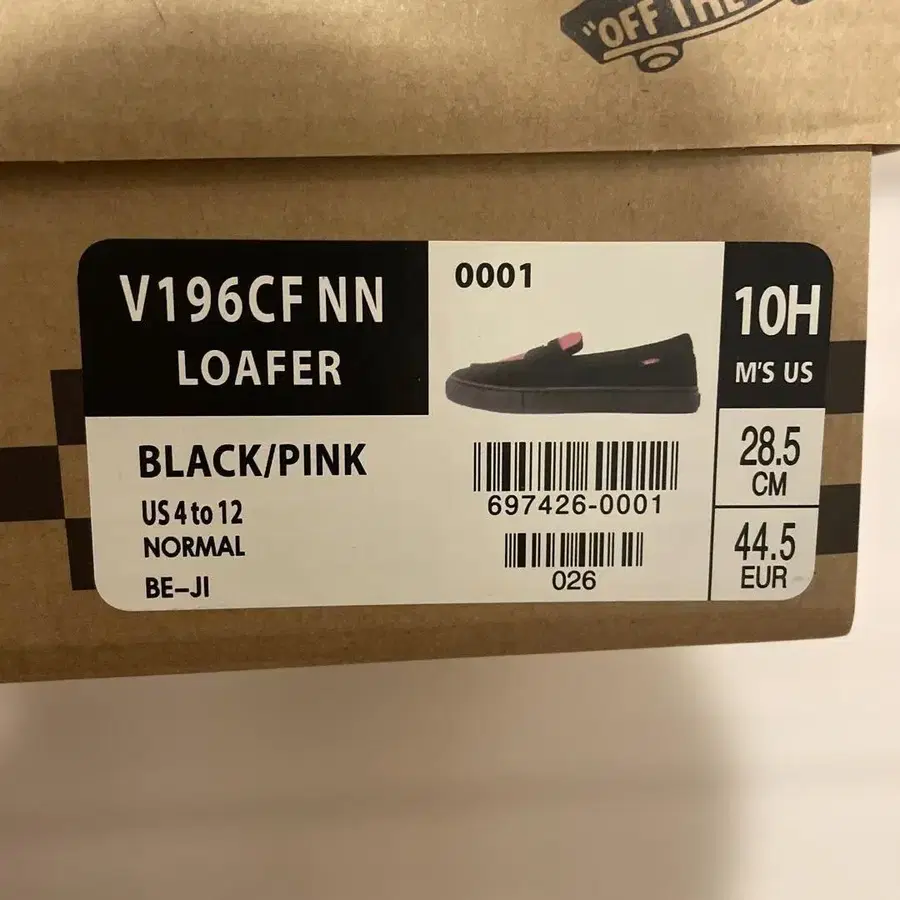 "OFF THE
V196CF NN
LOAFER
BLACK/PINK
US 4 to 12
NORMAL
BE-JI
0001
697426-0001
026
10H
M'S US
28.5
CM
44.5
EUR